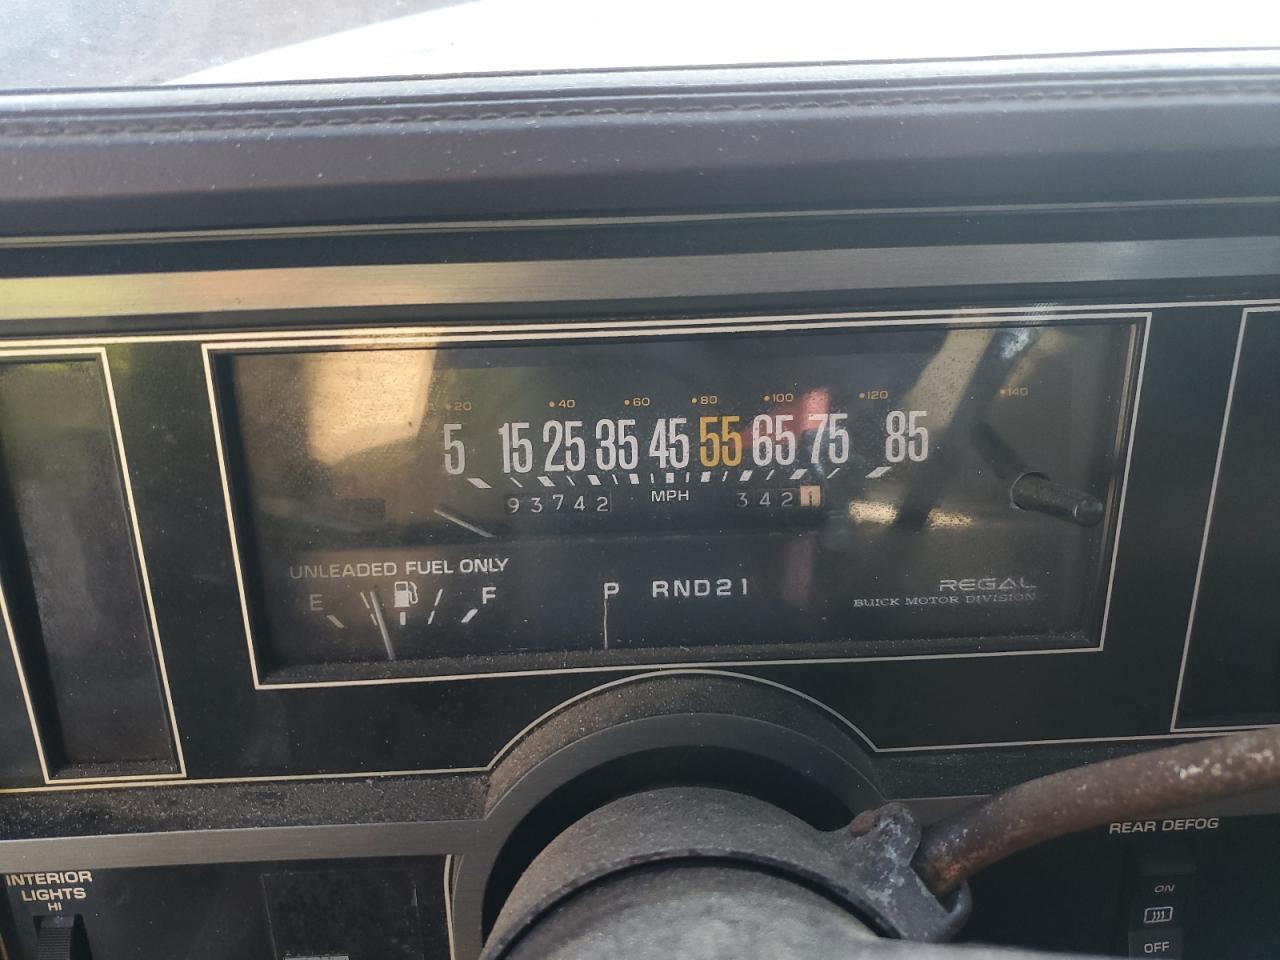 20 40 60 80 100 120 140
5 15 25 35 45 55 65 75 85
93742 MPH 3421
UNLEADED FUEL ONLY
E F
P RND21
REGAL
BUICK MOTOR DIVISION
REAR DEFOG
ON
OFF
INTERIOR
LIGHTS
HI